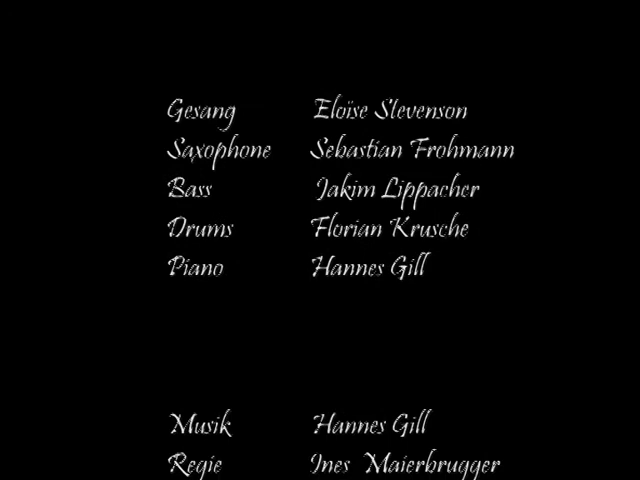 Gesang Eloïse Stevenson
Saxophone Sebastian Frohmann
Bass Jakim Lippacher
Drums Florian Krusche
Piano Hannes Gill
Musik Hannes Gill
Regie Ines Maierbrugger